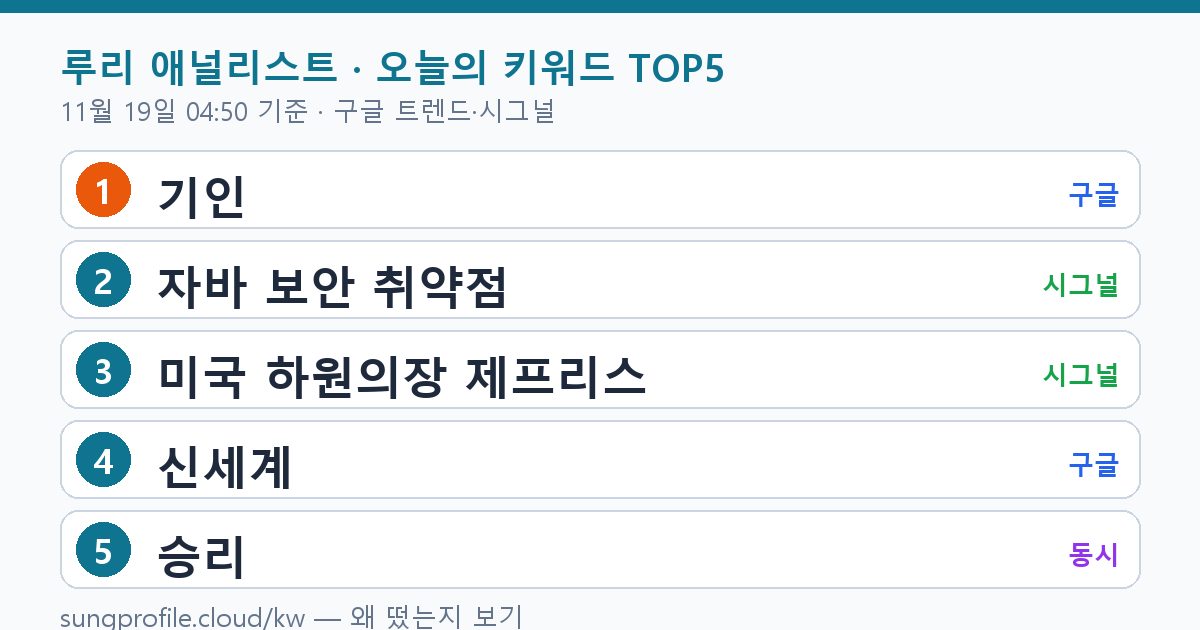 루리 애널리스트 · 오늘의 키워드 TOP5
11월 19일 04:50 기준 · 구글 트렌드·시그널
1 기인 구글
2 자바 보안 취약점 시그널
3 미국 하원의장 제프리스 시그널
4 신세계 구글
5 승리 동시
sungprofile.cloud/kw — 왜 떴는지 보기